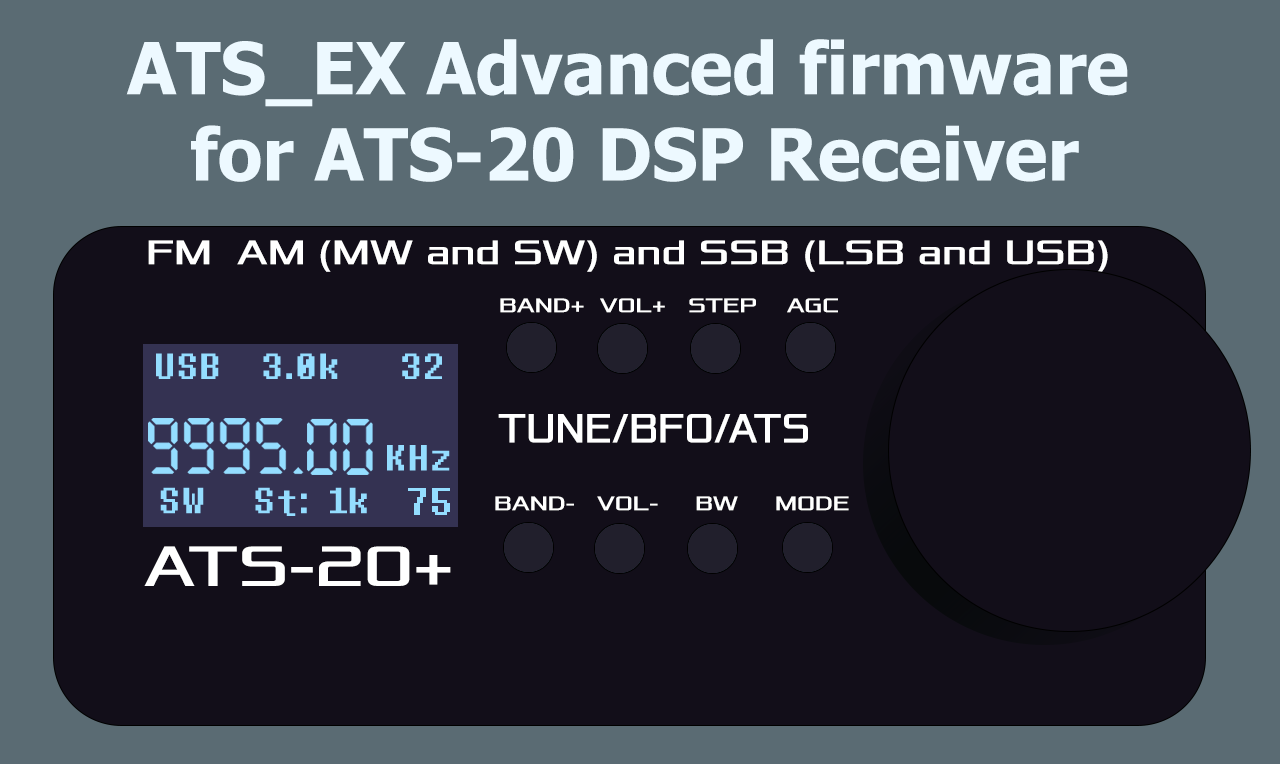 ATS_EX Advanced firmware
for ATS-20 DSP Receiver
FM AM (MW and SW) and SSB (LSB and USB)
BAND+ VOL+ STEP AGC
USB 3.0k 32
9995.00 KHz
SW St: 1k 75
TUNE/BFO/ATS
BAND- VOL- BW MODE
ATS-20+